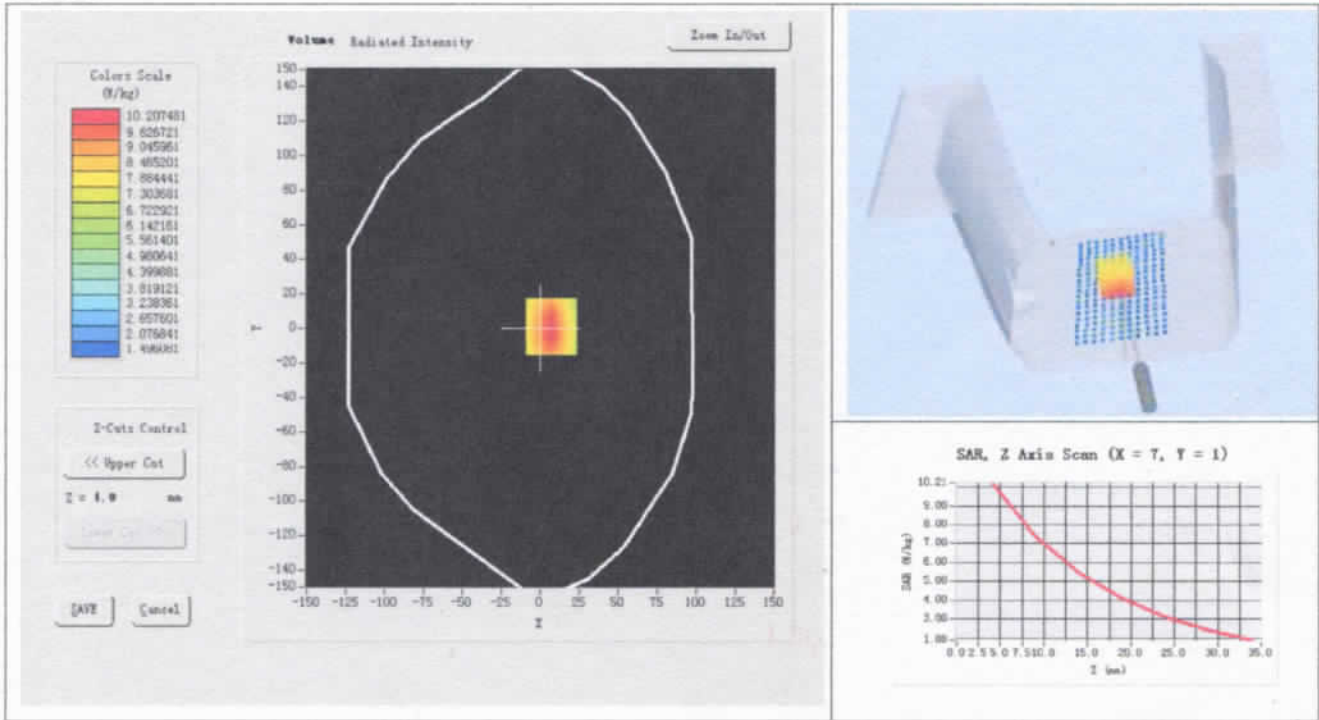 Volume Radiated Intensity
Zoom In/Out
Colors Scale
(W/kg)
10.207481
9.626721
9.045961
8.465201
7.884441
7.303681
6.722921
6.142161
5.561401
4.980641
4.399881
3.819121
3.238361
2.657601
2.076841
1.496081
Z-Cuts Control
<< Upper Cut
Z = 4.0 mm
SAVE
Cancel
150
140
120
100
80
60
40
20
0
-20
-40
-60
-80
-100
-120
-140
-150
Y
-150 -125 -100 -75 -50 -25 0 25 50 75 100 125 150
X
SAR, Z Axis Scan (X = 7, Y = 1)
SAR (W/kg)
10.21
9.00
8.00
7.00
6.00
5.00
4.00
3.00
0.0 2.5 5.0 7.5 10.0 15.0 20.0 25.0 30.0 35.0
Z (mm)